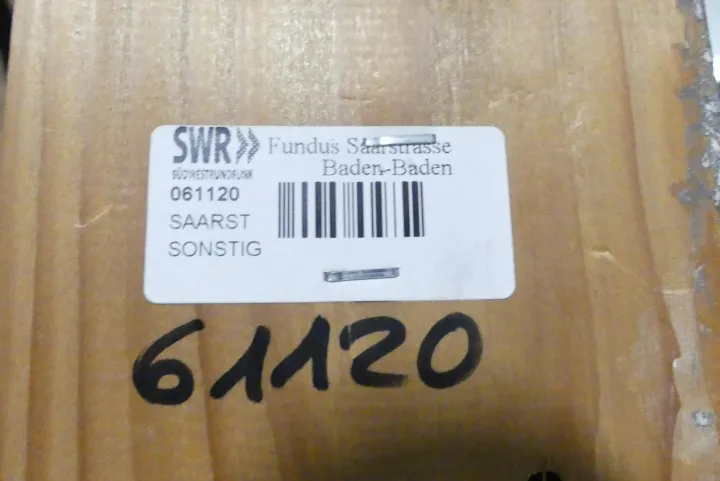 SWR» Fundus Saarstrasse
SÜDWESTRUNDFUNK Baden-Baden
061120
SAARST
SONSTIG
61120